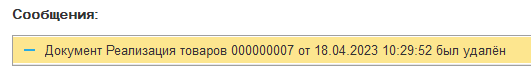 Сообщения:
Документ Реализация товаров 000000007 от 18.04.2023 10:29:52 был удалён